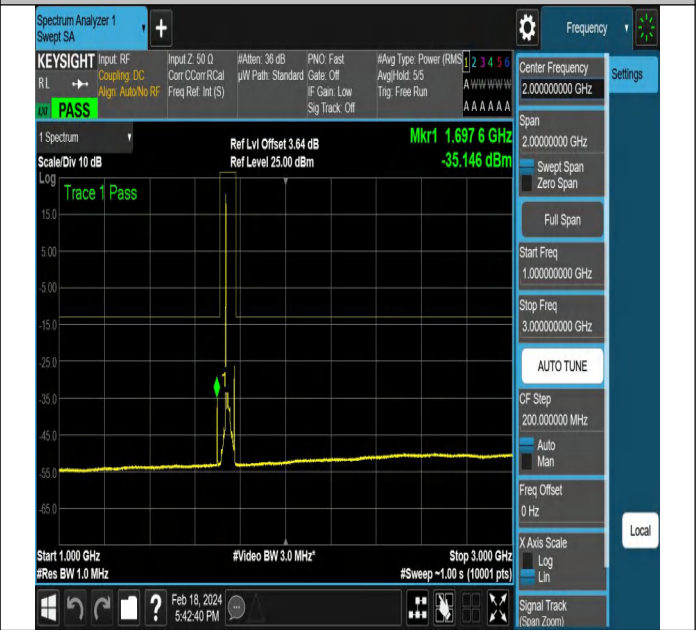 Spectrum Analyzer 1
Swept SA
Frequency
KEYSIGHT
RL
Input: RF
Coupling: DC
Align: Auto/No RF
Input Z: 50 Ω
Corr CCorr RCal
Freq Ref: Int (S)
#Atten: 36 dB
µW Path: Standard
PNO: Fast
Gate: Off
IF Gain: Low
Sig Track: Off
#Avg Type: Power (RMS
Avg|Hold: 5/5
Trig: Free Run
1 2 3 4 5 6
A W W W W W
A A A A A A
PASS
1 Spectrum
Scale/Div 10 dB
Ref Lvl Offset 3.64 dB
Ref Level 25.00 dBm
Mkr1 1.697 6 GHz
-35.146 dBm
Log
Trace 1 Pass
15.0
5.00
-5.00
-15.0
-25.0
-35.0
-45.0
-55.0
-65.0
1
Start 1.000 GHz
#Res BW 1.0 MHz
#Video BW 3.0 MHz*
Stop 3.000 GHz
#Sweep ~1.00 s (10001 pts)
Feb 18, 2024
5:42:40 PM
Center Frequency
2.000000000 GHz
Span
2.00000000 GHz
Swept Span
Zero Span
Full Span
Start Freq
1.000000000 GHz
Stop Freq
3.000000000 GHz
AUTO TUNE
CF Step
200.000000 MHz
Auto
Man
Freq Offset
0 Hz
X Axis Scale
Log
Lin
Signal Track
(Span Zoom)
Settings
Local